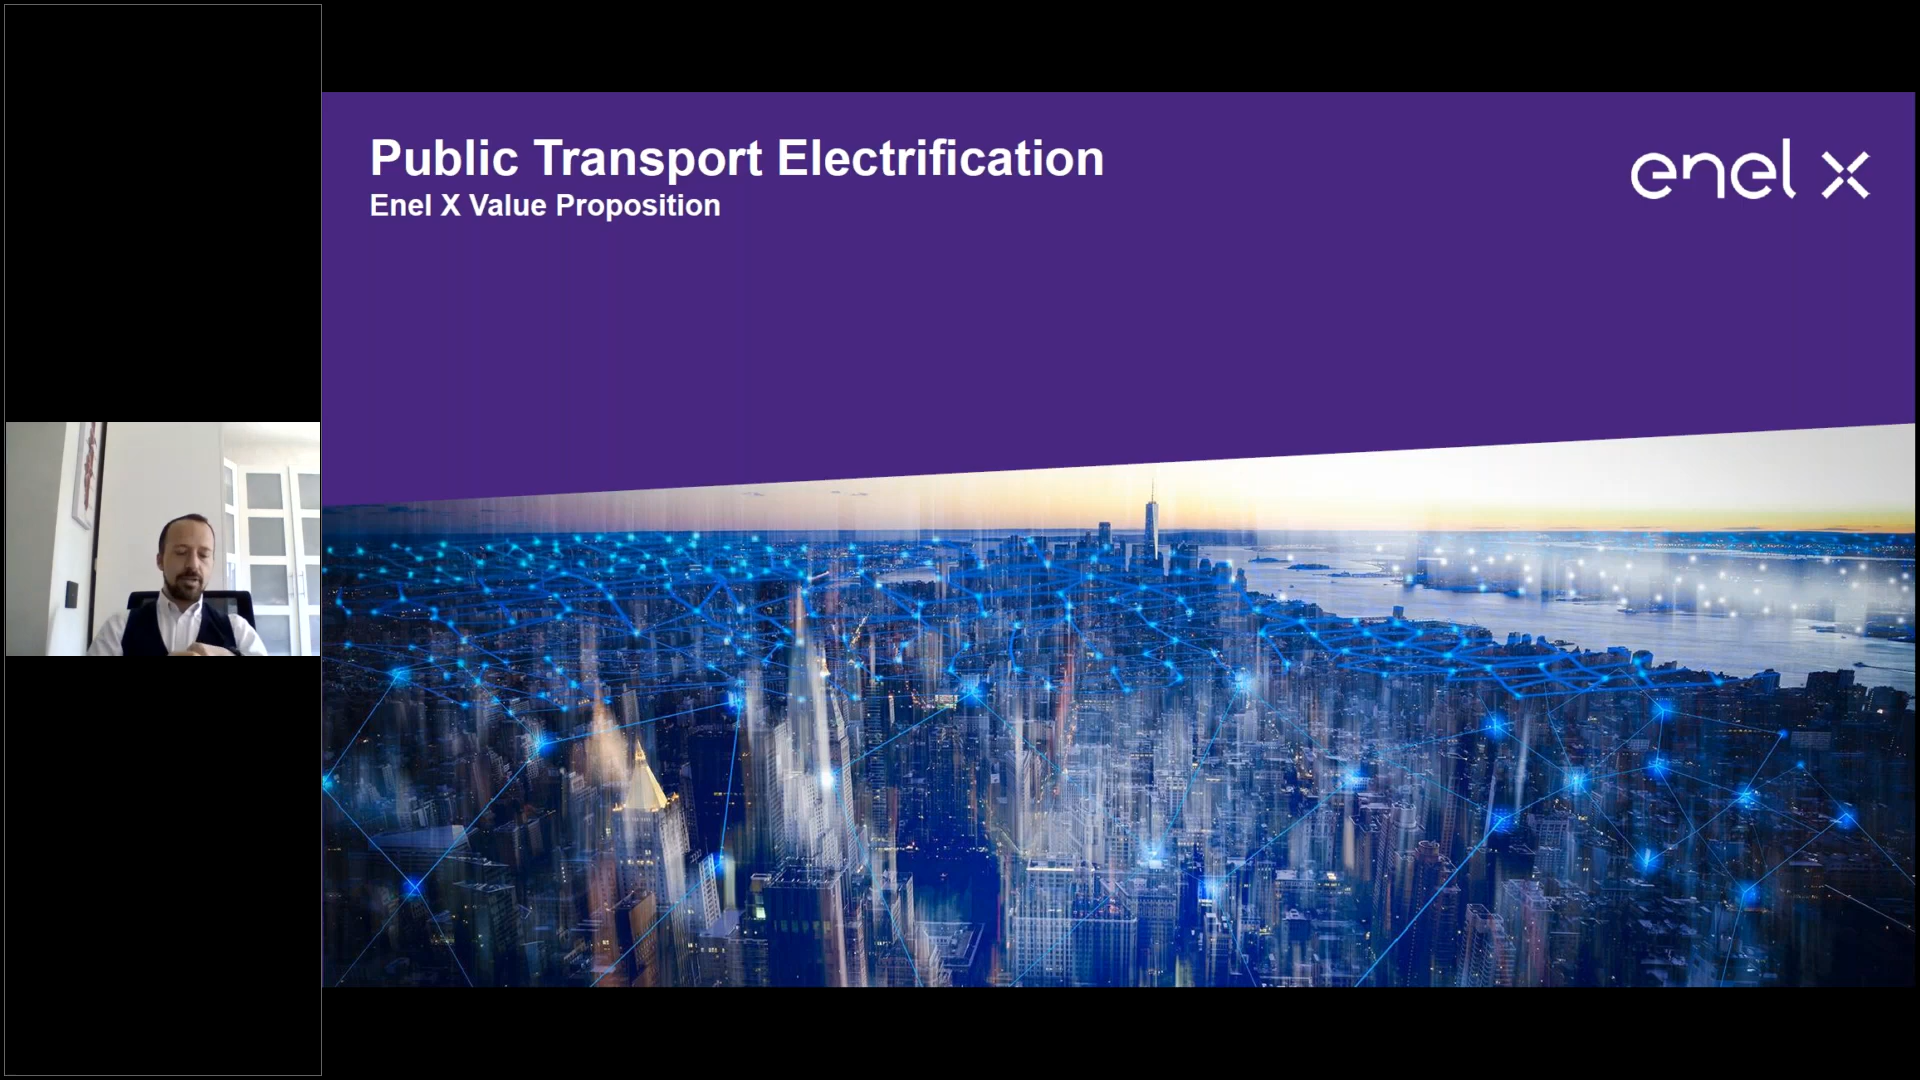 Public Transport Electrification
Enel X Value Proposition
enel x